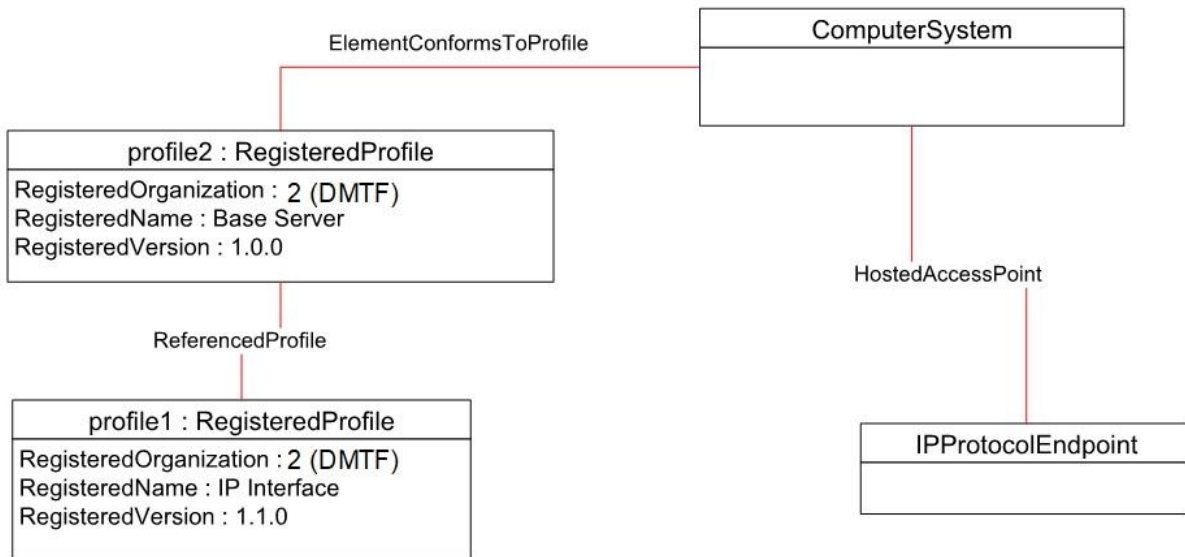 ElementConformsToProfile
ComputerSystem
profile2 : RegisteredProfile
RegisteredOrganization : 2 (DMTF)
RegisteredName : Base Server
RegisteredVersion : 1.0.0
HostedAccessPoint
ReferencedProfile
profile1 : RegisteredProfile
RegisteredOrganization : 2 (DMTF)
RegisteredName : IP Interface
RegisteredVersion : 1.1.0
IPProtocolEndpoint